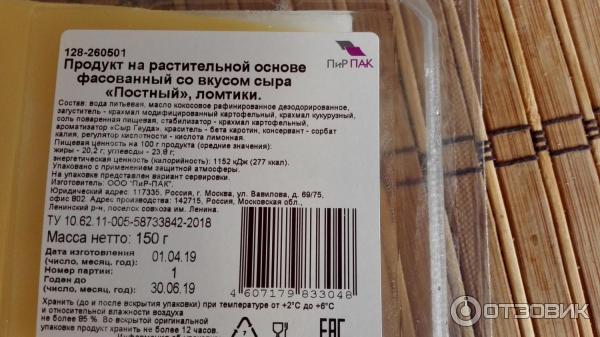 128-260501
ПиР ПАК
Продукт на растительной основе
фасованный со вкусом сыра
«Постный», ломтики.
Состав: вода питьевая, масло кокосовое рафинированное дезодорированное,
загуститель - крахмал модифицированный картофельный, крахмал кукурузный,
соль поваренная пищевая, стабилизатор - крахмал картофельный,
ароматизатор «Сыр Гауда», краситель - бета каротин, консервант - сорбат
калия, регулятор кислотности - кислота лимонная.
Пищевая ценность на 100 г продукта (средние значения):
жиры - 20,2 г; углеводы - 23,8 г;
энергетическая ценность (калорийность): 1152 кДж (277 ккал).
Упаковано с применением защитной атмосферы.
На упаковке представлен вариант сервировки.
Изготовитель: ООО "ПиР-ПАК".
Юридический адрес: 117335, Россия, г. Москва, ул. Вавилова, д. 69/75,
офис 902. Адрес производства: 142715, Россия, Московская обл.,
Ленинский р-н, поселок совхоза им. Ленина.
ТУ 10.62.11-005-58733842-2018
Масса нетто: 150 г
Дата изготовления
(число, месяц, год): 01.04.19
Номер партии: 1
Годен до
(число, месяц, год): 30.06.19
4 607179 833048
Хранить (до и после вскрытия упаковки) при температуре от +2°С до +6°С
и относительной влажности воздуха
не более 85 %. Во вскрытой оригинальной
упаковке продукт хранить не более 12 часов.
7
EAC
ОТЗОВИК